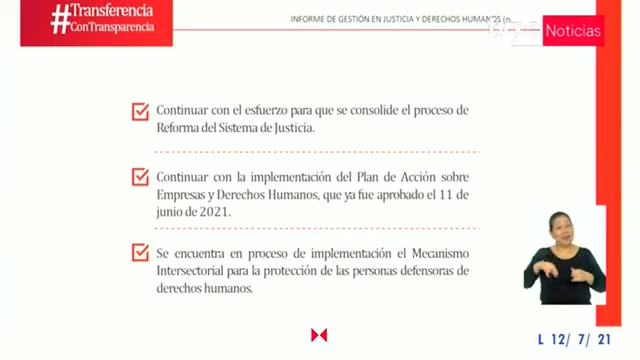 #Transferencia
ConTransparencia
INFORME DE GESTIÓN EN JUSTICIA Y DERECHOS HUMANOS
Noticias
Continuar con el esfuerzo para que se consolide el proceso de
Reforma del Sistema de Justicia.
Continuar con la implementación del Plan de Acción sobre
Empresas y Derechos Humanos, que ya fue aprobado el 11 de
junio de 2021.
Se encuentra en proceso de implementación el Mecanismo
Intersectorial para la protección de las personas defensoras de
derechos humanos.
L 12/ 7/ 21